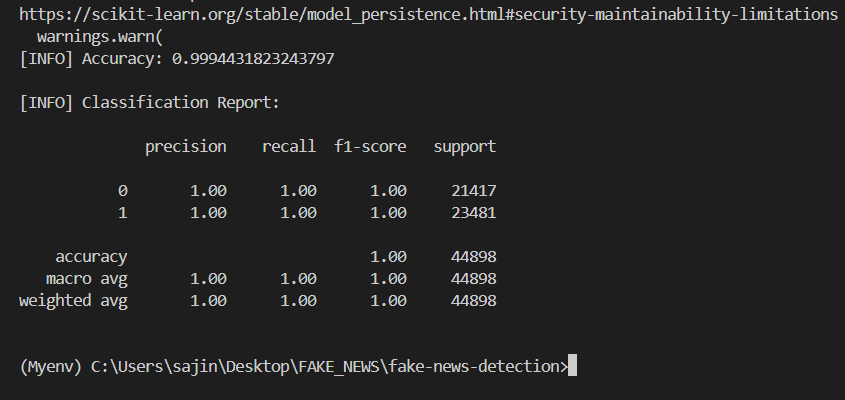 https://scikit-learn.org/stable/model_persistence.html#security-maintainability-limitations
  warnings.warn(
[INFO] Accuracy: 0.9994431823243797

[INFO] Classification Report:

              precision    recall  f1-score   support

           0       1.00      1.00      1.00     21417
           1       1.00      1.00      1.00     23481

    accuracy                           1.00     44898
   macro avg       1.00      1.00      1.00     44898
weighted avg       1.00      1.00      1.00     44898

(Myenv) C:\Users\sajin\Desktop\FAKE_NEWS\fake-news-detection>